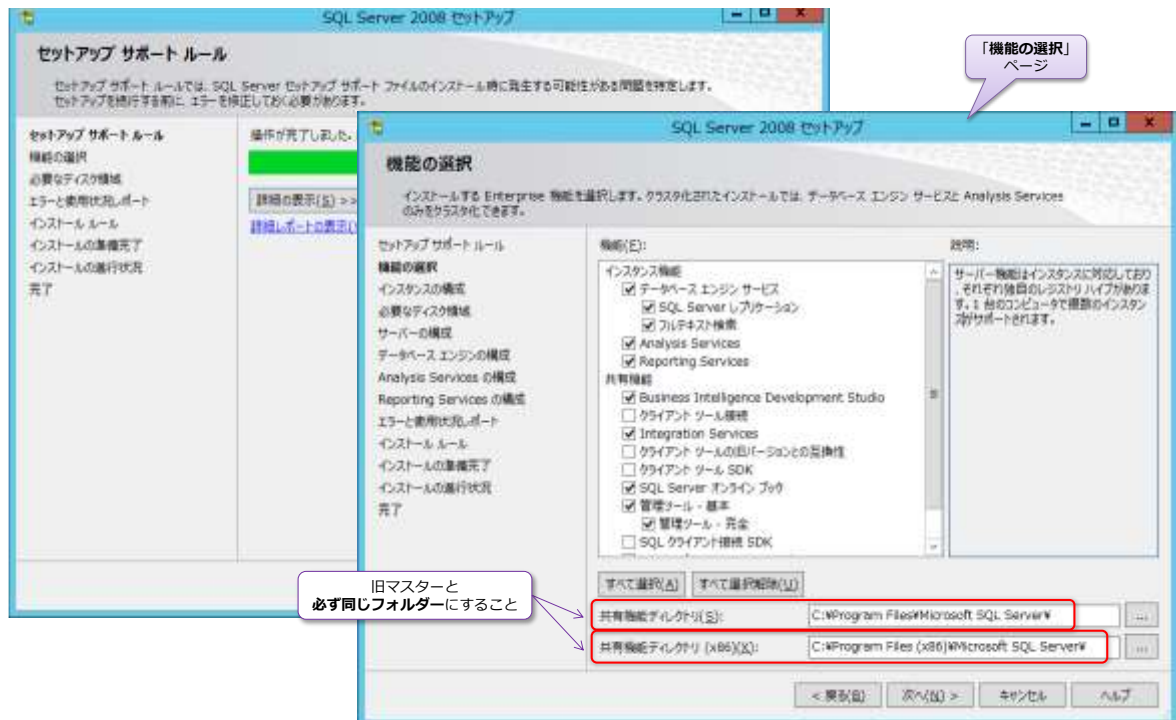 SQL Server 2008 セットアップ
セットアップ サポート ルール
セットアップ サポート ルールでは、SQL Server セットアップ サポート ファイルのインストール時に発生する可能性がある問題を特定します。
セットアップを続行する前に、エラーを修正しておく必要があります。
セットアップ サポート ルール
機能の選択
必要なディスク領域
エラーと使用状況レポート
インストール ルール
インストールの準備完了
インストールの進行状況
完了
操作が完了しました。
詳細の表示(S) >>
詳細レポートの表示(
「機能の選択」
ページ
SQL Server 2008 セットアップ
機能の選択
インストールする Enterprise 機能を選択します。クラスタ化されたインストールでは、データベース エンジン サービスと Analysis Services
のみをクラスタ化できます。
セットアップ サポート ルール
機能の選択
インスタンスの構成
必要なディスク領域
サーバーの構成
データベース エンジンの構成
Analysis Services の構成
Reporting Services の構成
エラーと使用状況レポート
インストール ルール
インストールの準備完了
インストールの進行状況
完了
機能(F):
インスタンス機能
データベース エンジン サービス
SQL Server レプリケーション
フルテキスト検索
Analysis Services
Reporting Services
共有機能
Business Intelligence Development Studio
クライアント ツール接続
Integration Services
クライアント ツールの旧バージョンとの互換性
クライアント ツール SDK
SQL Server オンライン ブック
管理ツール - 基本
管理ツール - 完全
SQL クライアント接続 SDK
説明:
サーバー機能はインスタンスに対応しており
、それぞれ独自のレジストリ ハイブがありま
す。1 台のコンピュータで複数のインスタン
スがサポートされます。
すべて選択(A)
すべて選択解除(U)
旧マスターと
必ず同じフォルダーにすること
共有機能ディレクトリ(S):
C:¥Program Files¥Microsoft SQL Server¥
...
共有機能ディレクトリ (x86)(X):
C:¥Program Files (x86)¥Microsoft SQL Server¥
...
< 戻る(B)
次へ(N) >
キャンセル
ヘルプ